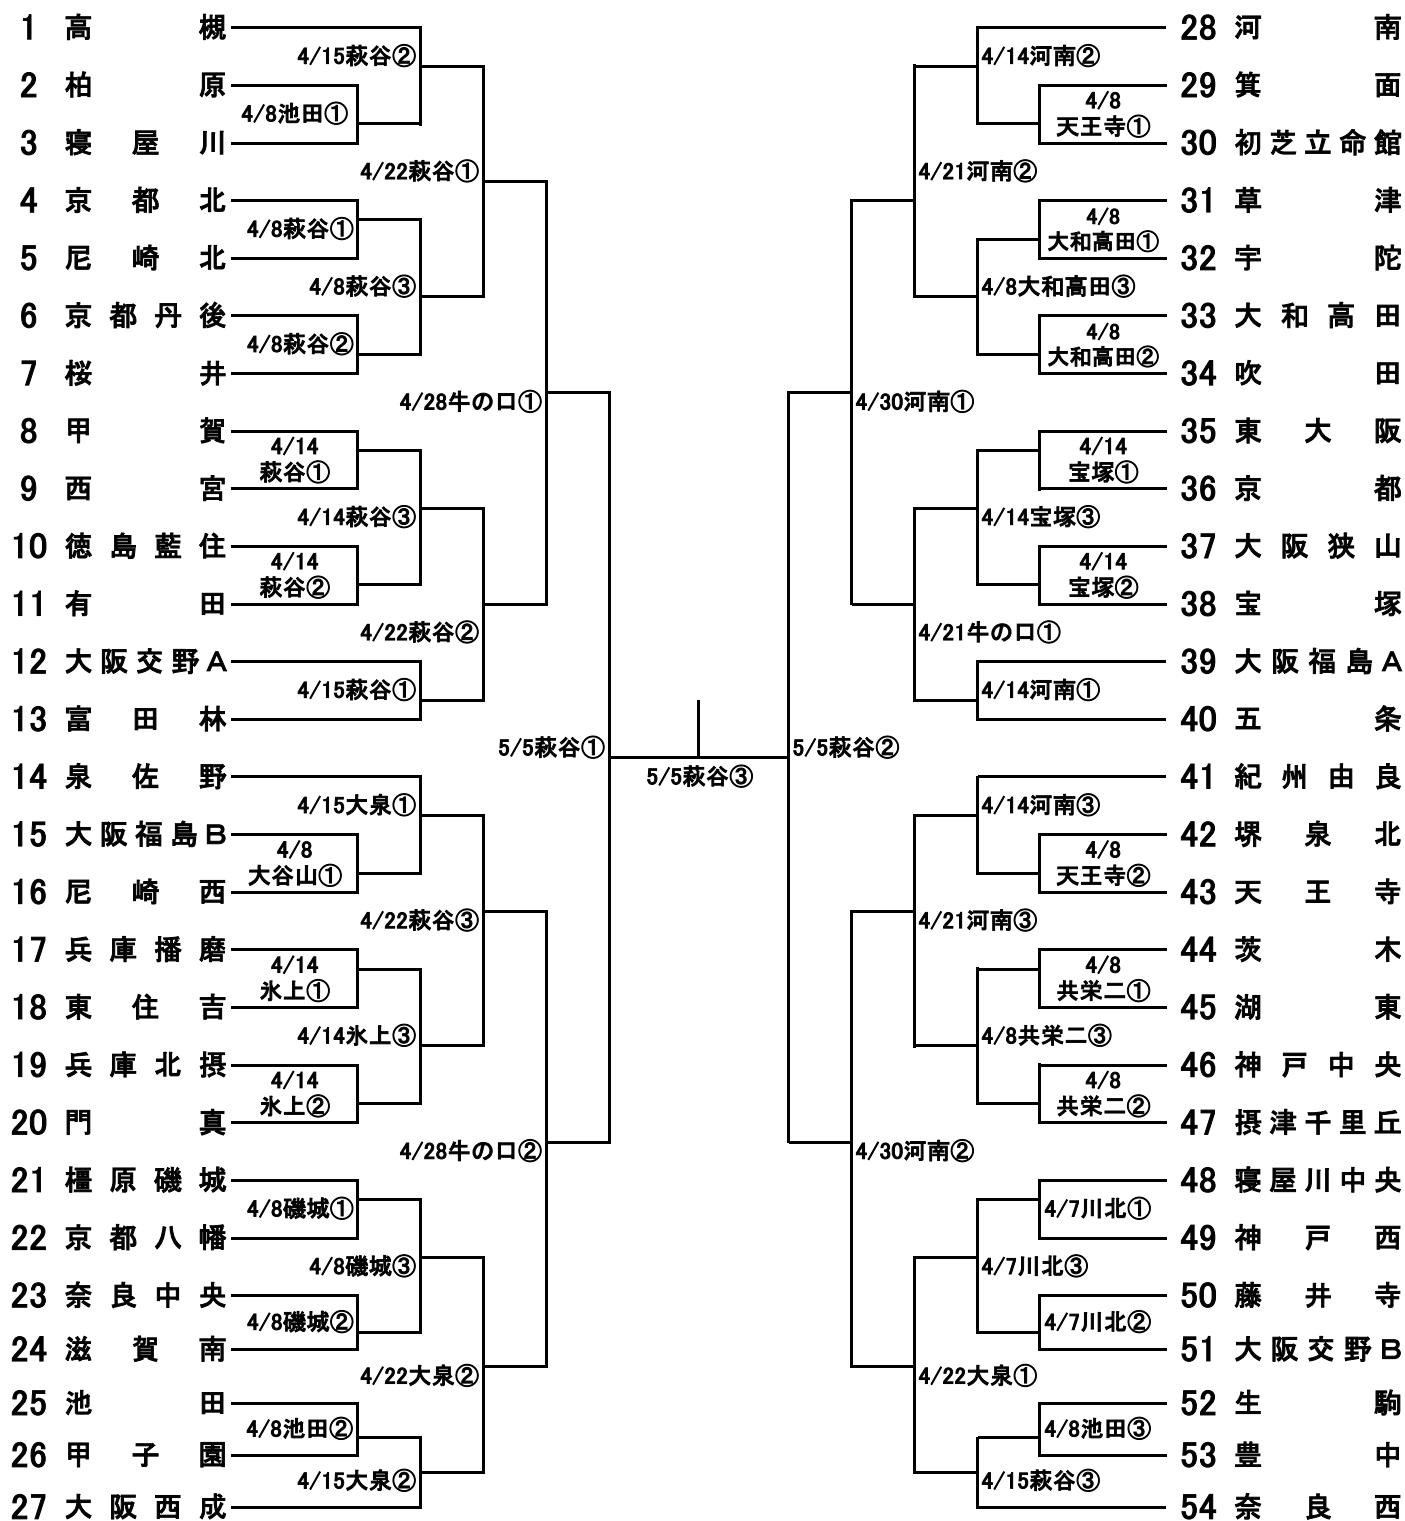 1 高槻
4/15萩谷②
2 柏原
4/8池田①
3 寝屋川
4/22萩谷①
4 京都北
4/8萩谷①
5 尼崎北
4/8萩谷③
6 京都丹後
4/8萩谷②
7 桜井
4/28牛の口①
8 甲賀
4/14
萩谷①
9 西宮
4/14萩谷③
10 徳島藍住
4/14
萩谷②
11 有田
4/22萩谷②
12 大阪交野A
4/15萩谷①
13 富田林
5/5萩谷①
14 泉佐野
4/15大泉①
15 大阪福島B
4/8
大谷山①
16 尼崎西
4/22萩谷③
17 兵庫播磨
4/14
氷上①
18 東住吉
4/14氷上③
19 兵庫北摂
4/14
氷上②
20 門真
4/28牛の口②
21 橿原磯城
4/8磯城①
22 京都八幡
4/8磯城③
23 奈良中央
4/8磯城②
24 滋賀南
4/22大泉②
25 池田
4/8池田②
26 甲子園
4/15大泉②
27 大阪西成
5/5萩谷③
28 河南
4/14河南②
29 箕面
4/8
天王寺①
30 初芝立命館
4/21河南②
31 草津
4/8
大和高田①
32 宇陀
4/8大和高田③
33 大和高田
4/8
大和高田②
34 吹田
4/30河南①
35 東大阪
4/14
宝塚①
36 京都
4/14宝塚③
37 大阪狭山
4/14
宝塚②
38 宝塚
4/21牛の口①
39 大阪福島A
4/14河南①
40 五条
5/5萩谷②
41 紀州由良
4/14河南③
42 堺泉北
4/8
天王寺②
43 天王寺
4/21河南③
44 茨木
4/8
共栄二①
45 湖東
4/8共栄二③
46 神戸中央
4/8
共栄二②
47 摂津千里丘
4/30河南②
48 寝屋川中央
4/7川北①
49 神戸西
4/7川北③
50 藤井寺
4/7川北②
51 大阪交野B
4/22大泉①
52 生駒
4/8池田③
53 豊中
4/15萩谷③
54 奈良西